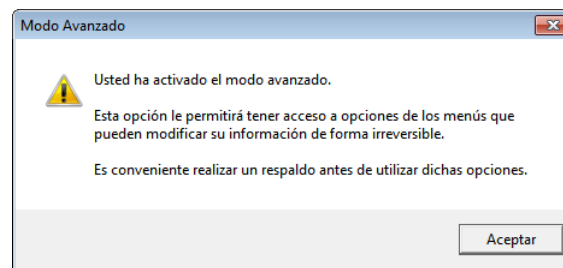 Modo Avanzado
Usted ha activado el modo avanzado.
Esta opción le permitirá tener acceso a opciones de los menús que
pueden modificar su información de forma irreversible.
Es conveniente realizar un respaldo antes de utilizar dichas opciones.
Aceptar